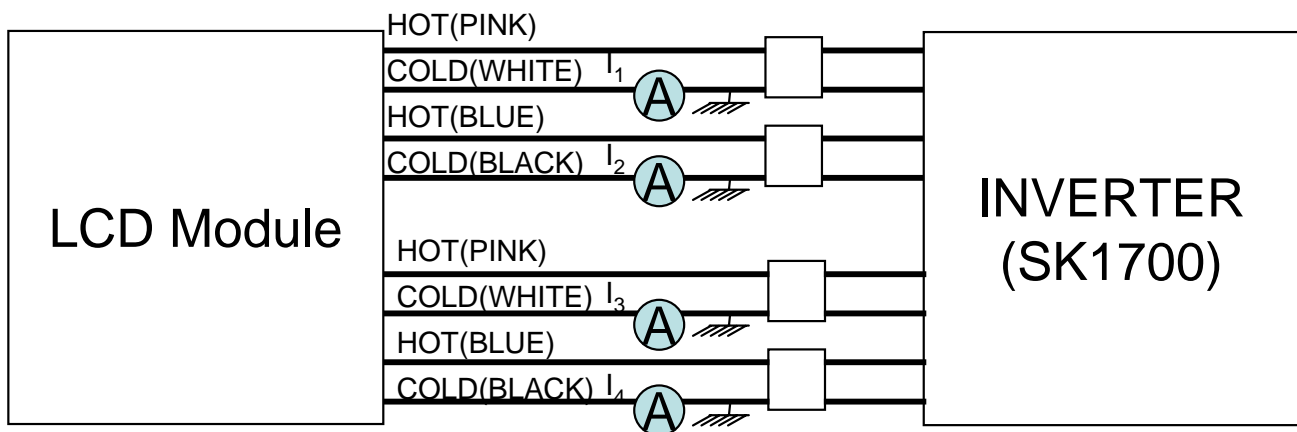 HOT(PINK)
COLD(WHITE) I1
A
HOT(BLUE)
COLD(BLACK) I2
A
LCD Module
INVERTER
(SK1700)
HOT(PINK)
COLD(WHITE) I3
A
HOT(BLUE)
COLD(BLACK) I4
A